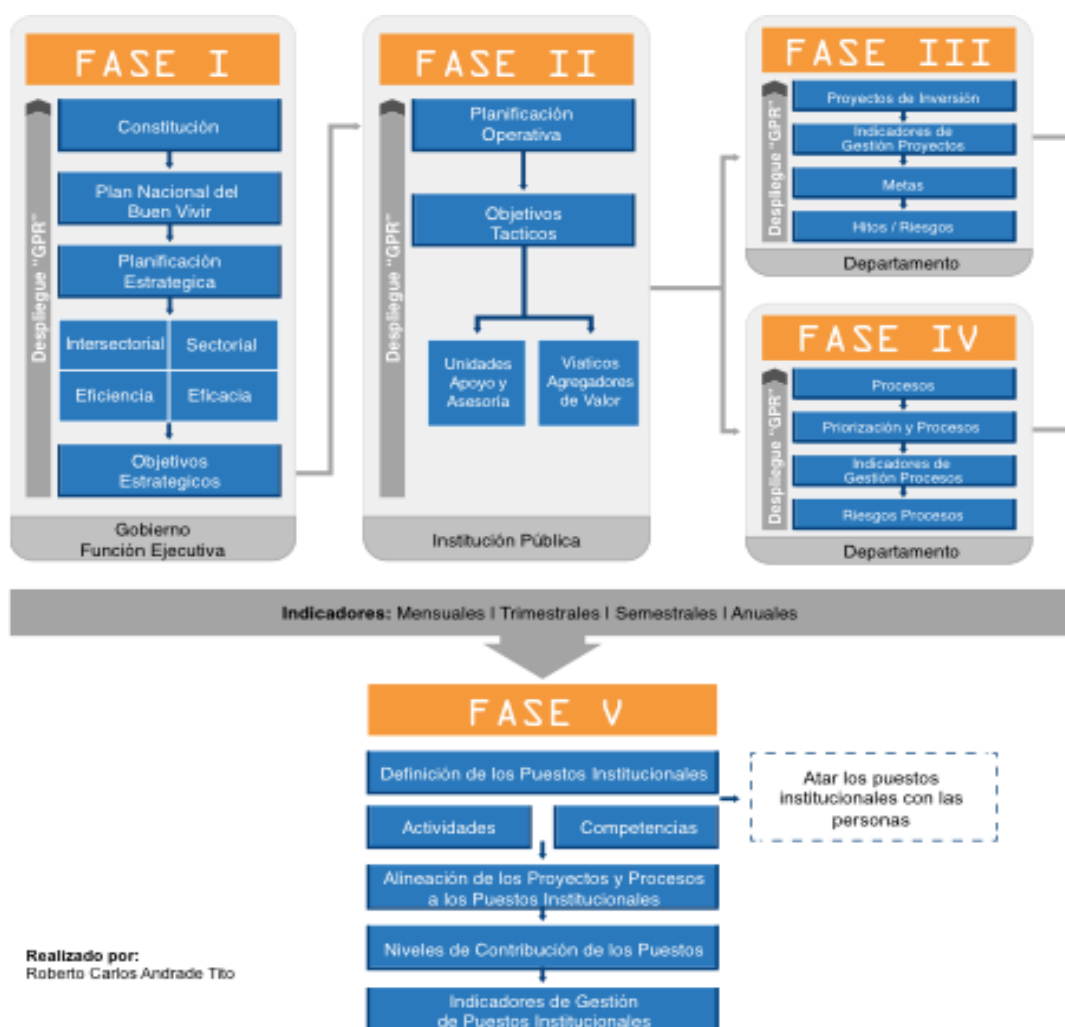 FASE I
Despliegue "GPR"
Constitución
Plan Nacional del
Buen Vivir
Planificación
Estrategica
Intersectorial
Sectorial
Eficiencia
Eficacia
Objetivos
Estrategicos
Gobierno
Función Ejecutiva
FASE II
Despliegue "GPR"
Planificación
Operativa
Objetivos
Tacticos
Unidades
Apoyo y
Asesoría
Viaticos
Agregadores
de Valor
Institución Pública
FASE III
Despliegue "GPR"
Proyectos de Inversión
Indicadores de
Gestión Proyectos
Metas
Hitos / Riesgos
Departamento
FASE IV
Despliegue "GPR"
Procesos
Priorización y Procesos
Indicadores de
Gestión Procesos
Riesgos Procesos
Departamento
Indicadores: Mensuales I Trimestrales I Semestrales I Anuales
FASE V
Definición de los Puestos Institucionales
Actividades
Competencias
Atar los puestos
institucionales con las
personas
Alineación de los Proyectos y Procesos
a los Puestos Institucionales
Niveles de Contribución de los Puestos
Indicadores de Gestión
de Puestos Institucionales
Realizado por:
Roberto Carlos Andrade Tito